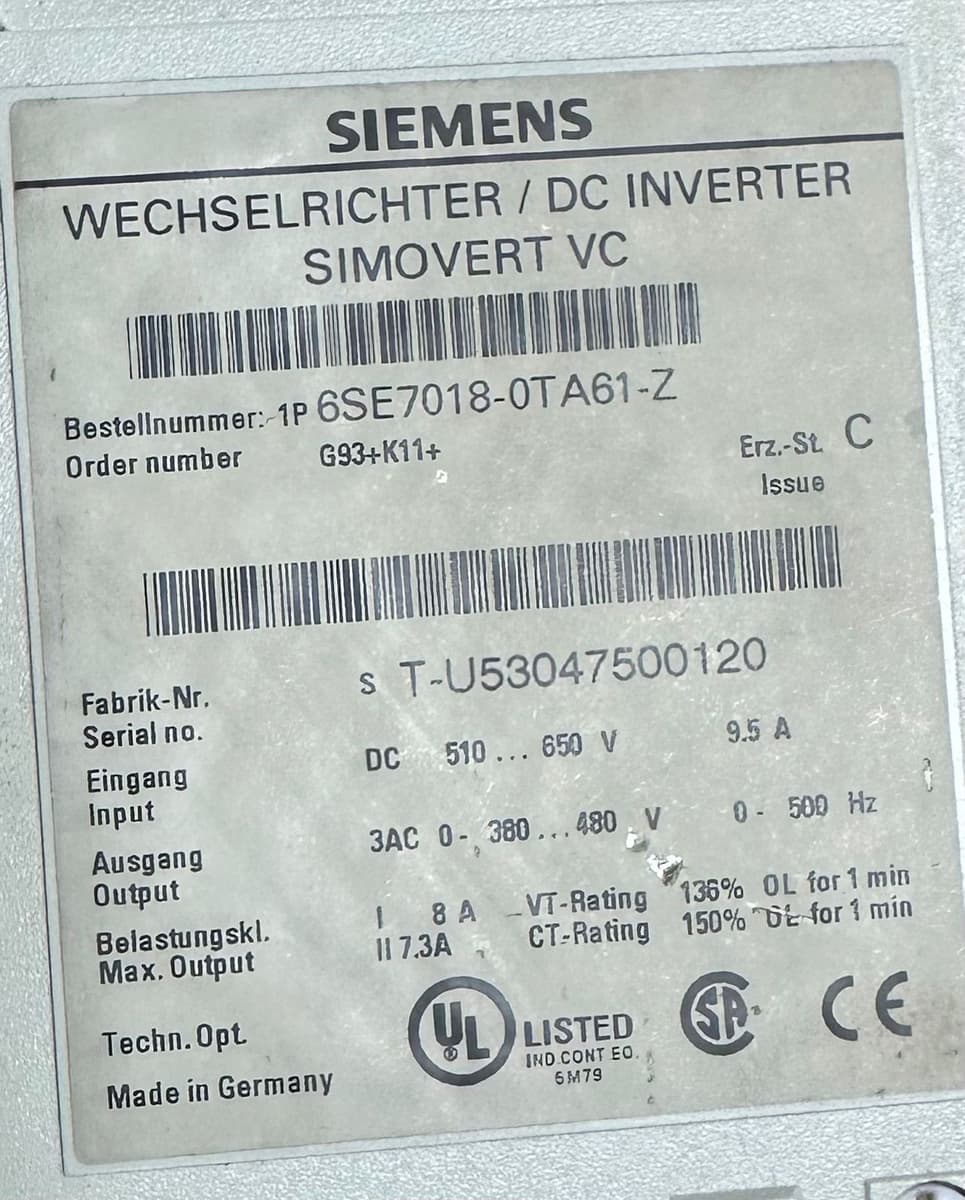 SIEMENS
WECHSELRICHTER / DC INVERTER
SIMOVERT VC
Bestellnummer: 1P 6SE7018-0TA61-Z
Order number G93+K11+
Erz.-St. C
Issue
Fabrik-Nr. S T-U53047500120
Serial no.
Eingang DC 510 ... 650 V 9.5 A
Input
Ausgang 3AC 0- 380 ... 480 V 0- 500 Hz
Output
Belastungskl. I 8 A VT-Rating 136% OL for 1 min
Max. Output II 7.3A CT-Rating 150% OL for 1 min
Techn. Opt.
UL ® LISTED
IND.CONT EQ.
6M79
SA
CE
Made in Germany